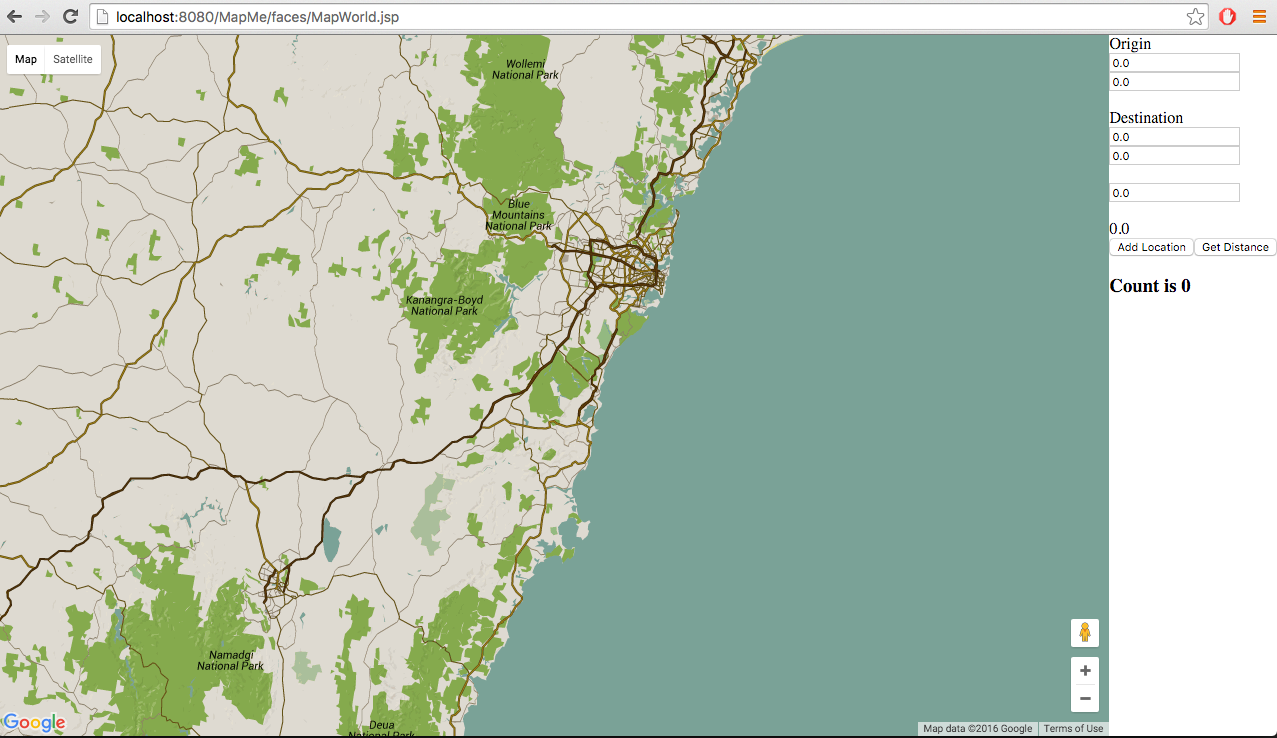 localhost:8080/MapMe/faces/MapWorld.jsp
Map Satellite
Wollemi
National Park
Blue
Mountains
National Park
Kanangra-Boyd
National Park
Namadgi
National Park
Deua
National Park
Google
Map data ©2016 Google Terms of Use
Origin
0.0
0.0
Destination
0.0
0.0
0.0
0.0
Add Location Get Distance
Count is 0